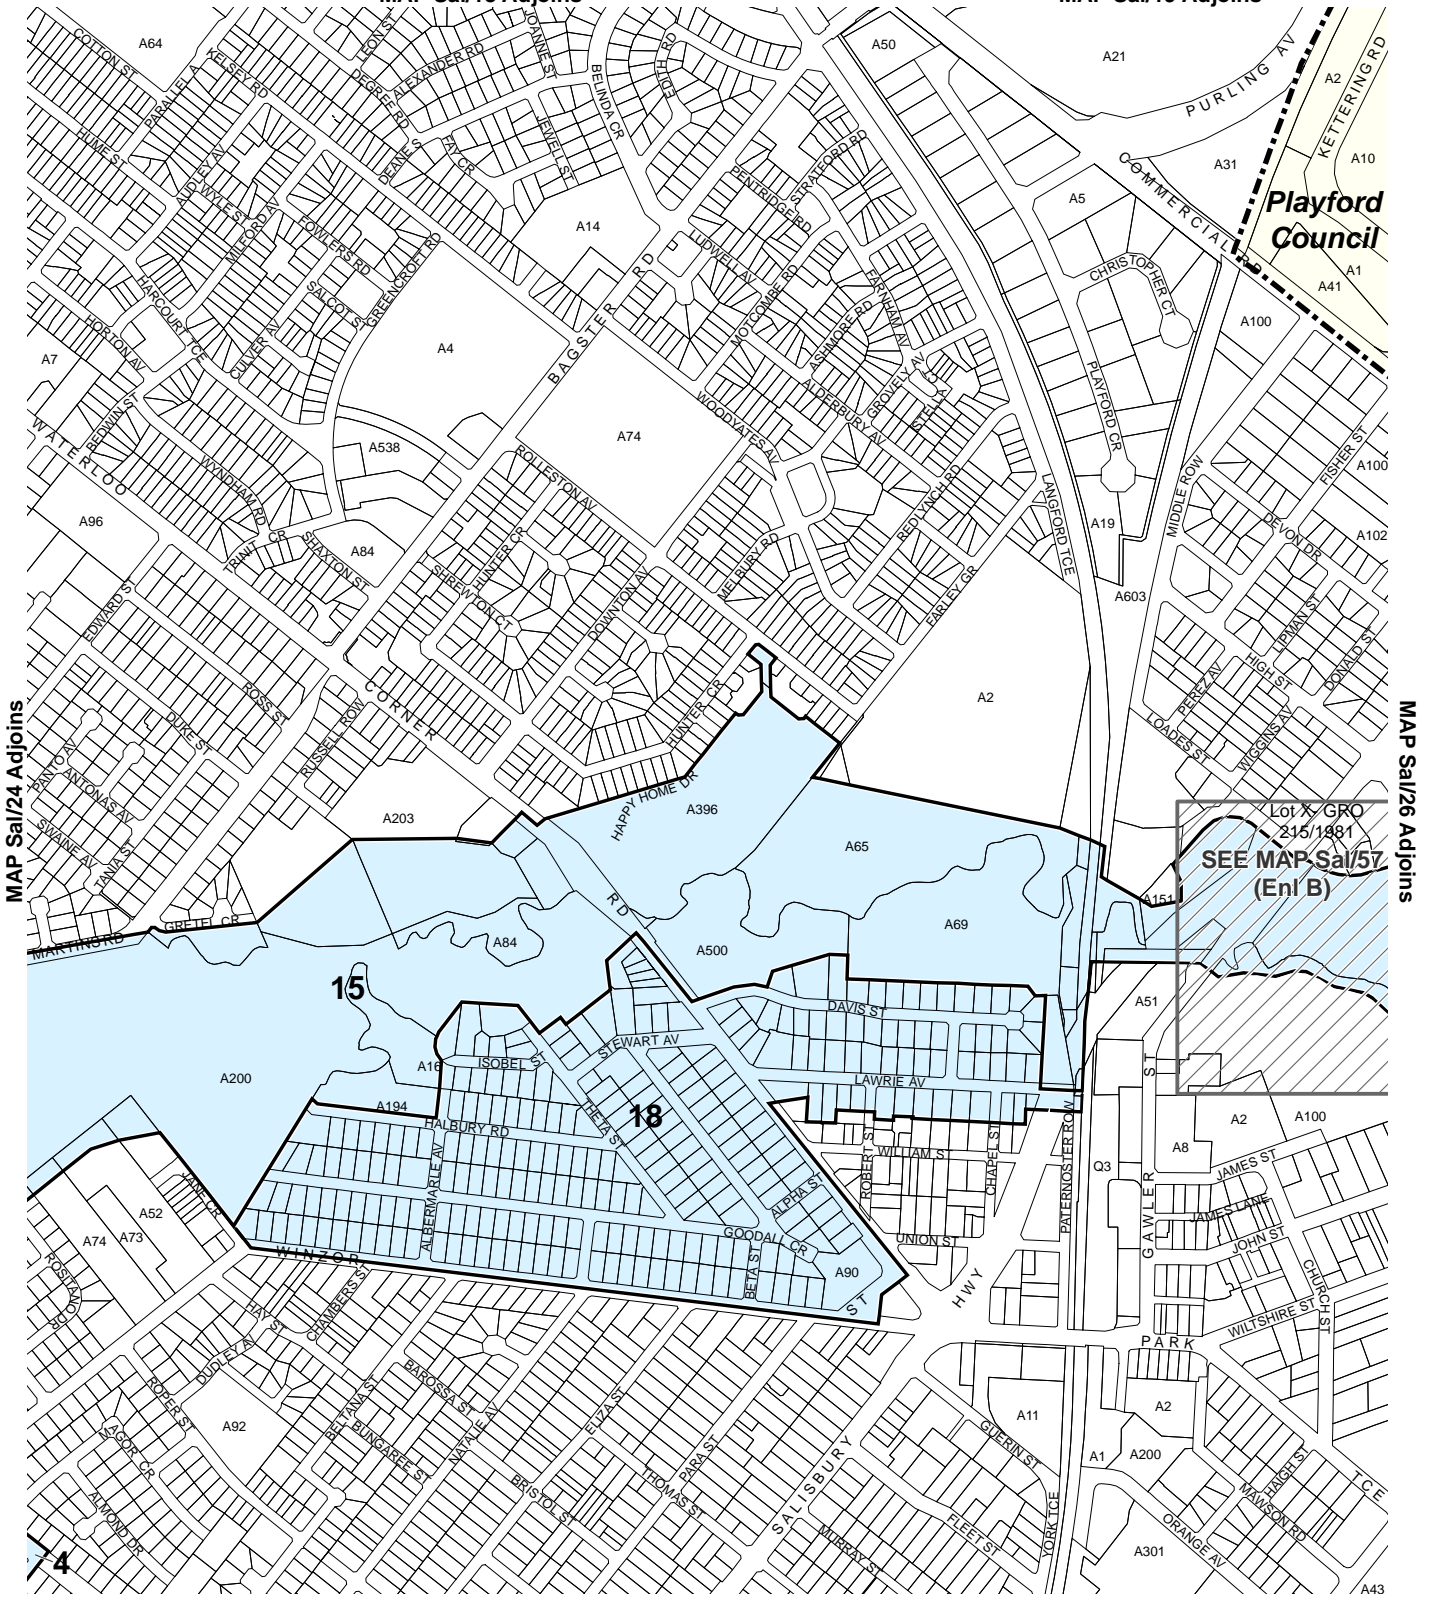 MAP Sal/24 Adjoins
MAP Sal/26 Adjoins
A64
A50
A21
PURLING AV
A2
KETTERING RD
A10
A31
Playford
Council
A1
A41
COTTON ST
PARALLEL A
KELSEY RD
LEON ST
DEGREE RD
ALEXANDER RD
JOANNE ST
BELINDA CR
EDITH RD
HUME ST
AUDLEY AV
WYLE ST
MILFORD AV
DEANE S
FAY CR
JEWELL ST
PENTRIDGE RD
STRATFORD RD
COMMERCIAL RD
A5
A14
CHRISTOPHER CT
A100
FOWLERS RD
SALCOT S
GREENCROFT RD
HARCOURT TCE
CULVER AV
HORTON AV
A7
A4
BAGSTER RD
LUDWELL AV
MOTCOMBE RD
ASHMORE RD
FARNHAM AV
GROVELY AV
STELLA CT
ALDERBURY AV
WOODYATES AV
PLAYFORD CR
BEDWIN ST
WATERLOO
CORNER
RD
A538
A74
WYNDHAM RD
ROLLESTON AV
REDLYNCH RD
LANGFORD TCE
MIDDLE ROW
FISHER ST
A100
A96
A84
TRINITY CR
SHAXTON ST
HUNTER CR
SHREWTON CT
DOWNTON AV
MELBURY RD
FARLEY GR
A19
A603
DEVON DR
A102
EDWARD ST
LIPMAN ST
HIGH ST
DONALD ST
PEREZ AV
LOADES ST
WIGGINS AV
ROSS ST
DUKE ST
RUSSELL ROW
PANTO AV
ANTONAS AV
SWAINE AV
TANIA ST
HUNTER CR
HAPPY HOME DR
A2
A203
A396
A65
Lot X GRO
215/1981
SEE MAP Sal/57
(Enl B)
A151
MARTINS RD
GRETEL CR
A84
A500
A69
15
A51
A16
A200
A194
ISOBEL S
STEWART AV
DAVIS ST
LAWRIE AV
18
HALBURY RD
THETA ST
ALBERMARLE AV
ALPHA ST
GOODALL CR
BETA ST
A90
WINZOR
ST
ROBERT ST
WILLIAM S
CHAPEL ST
UNION ST
PATERNOSTER ROW
Q3
GAWLER
ST
A2
A100
A8
JAMES ST
JAMES LANE
JOHN ST
CHURCH ST
WILTSHIRE ST
PARK
TCE
JANE CR
A52
A73
A74
ROSITANO DR
HAY ST
CHAMBERS ST
DUDLEY AV
ROPER ST
A92
MAGOR CR
ALMOND DR
BELTANA ST
BAROSSA ST
BUNGAREE ST
NATALIE AV
ELIZA ST
BRISTOL ST
THOMAS ST
PARA ST
SALISBURY
HWY
MURRAY ST
FLEET ST
GUERIN ST
YORK TCE
A11
A2
A1
A200
HAIGH S
MAWSON RD
ORANGE AV
A301
A43
4